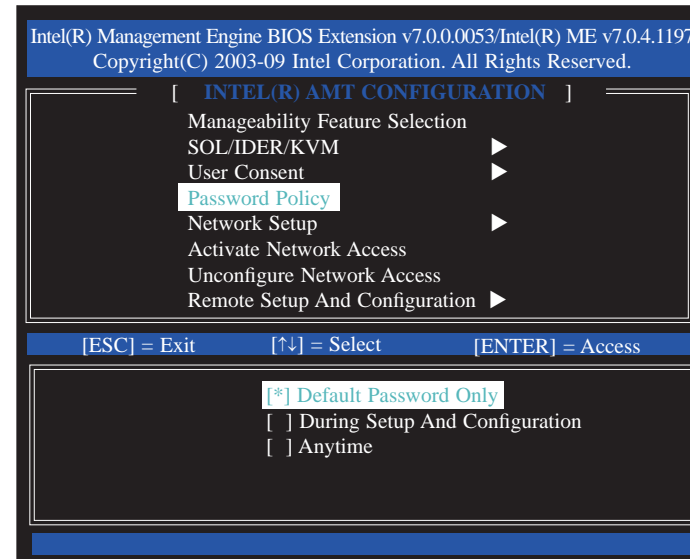 Intel(R) Management Engine BIOS Extension v7.0.0.0053/Intel(R) ME v7.0.4.1197
Copyright(C) 2003-09 Intel Corporation. All Rights Reserved.
[ INTEL(R) AMT CONFIGURATION ]
Manageability Feature Selection
SOL/IDER/KVM ▶
User Consent ▶
Password Policy
Network Setup ▶
Activate Network Access
Unconfigure Network Access
Remote Setup And Configuration ▶
[ESC] = Exit [↑↓] = Select [ENTER] = Access
[*] Default Password Only
[ ] During Setup And Configuration
[ ] Anytime